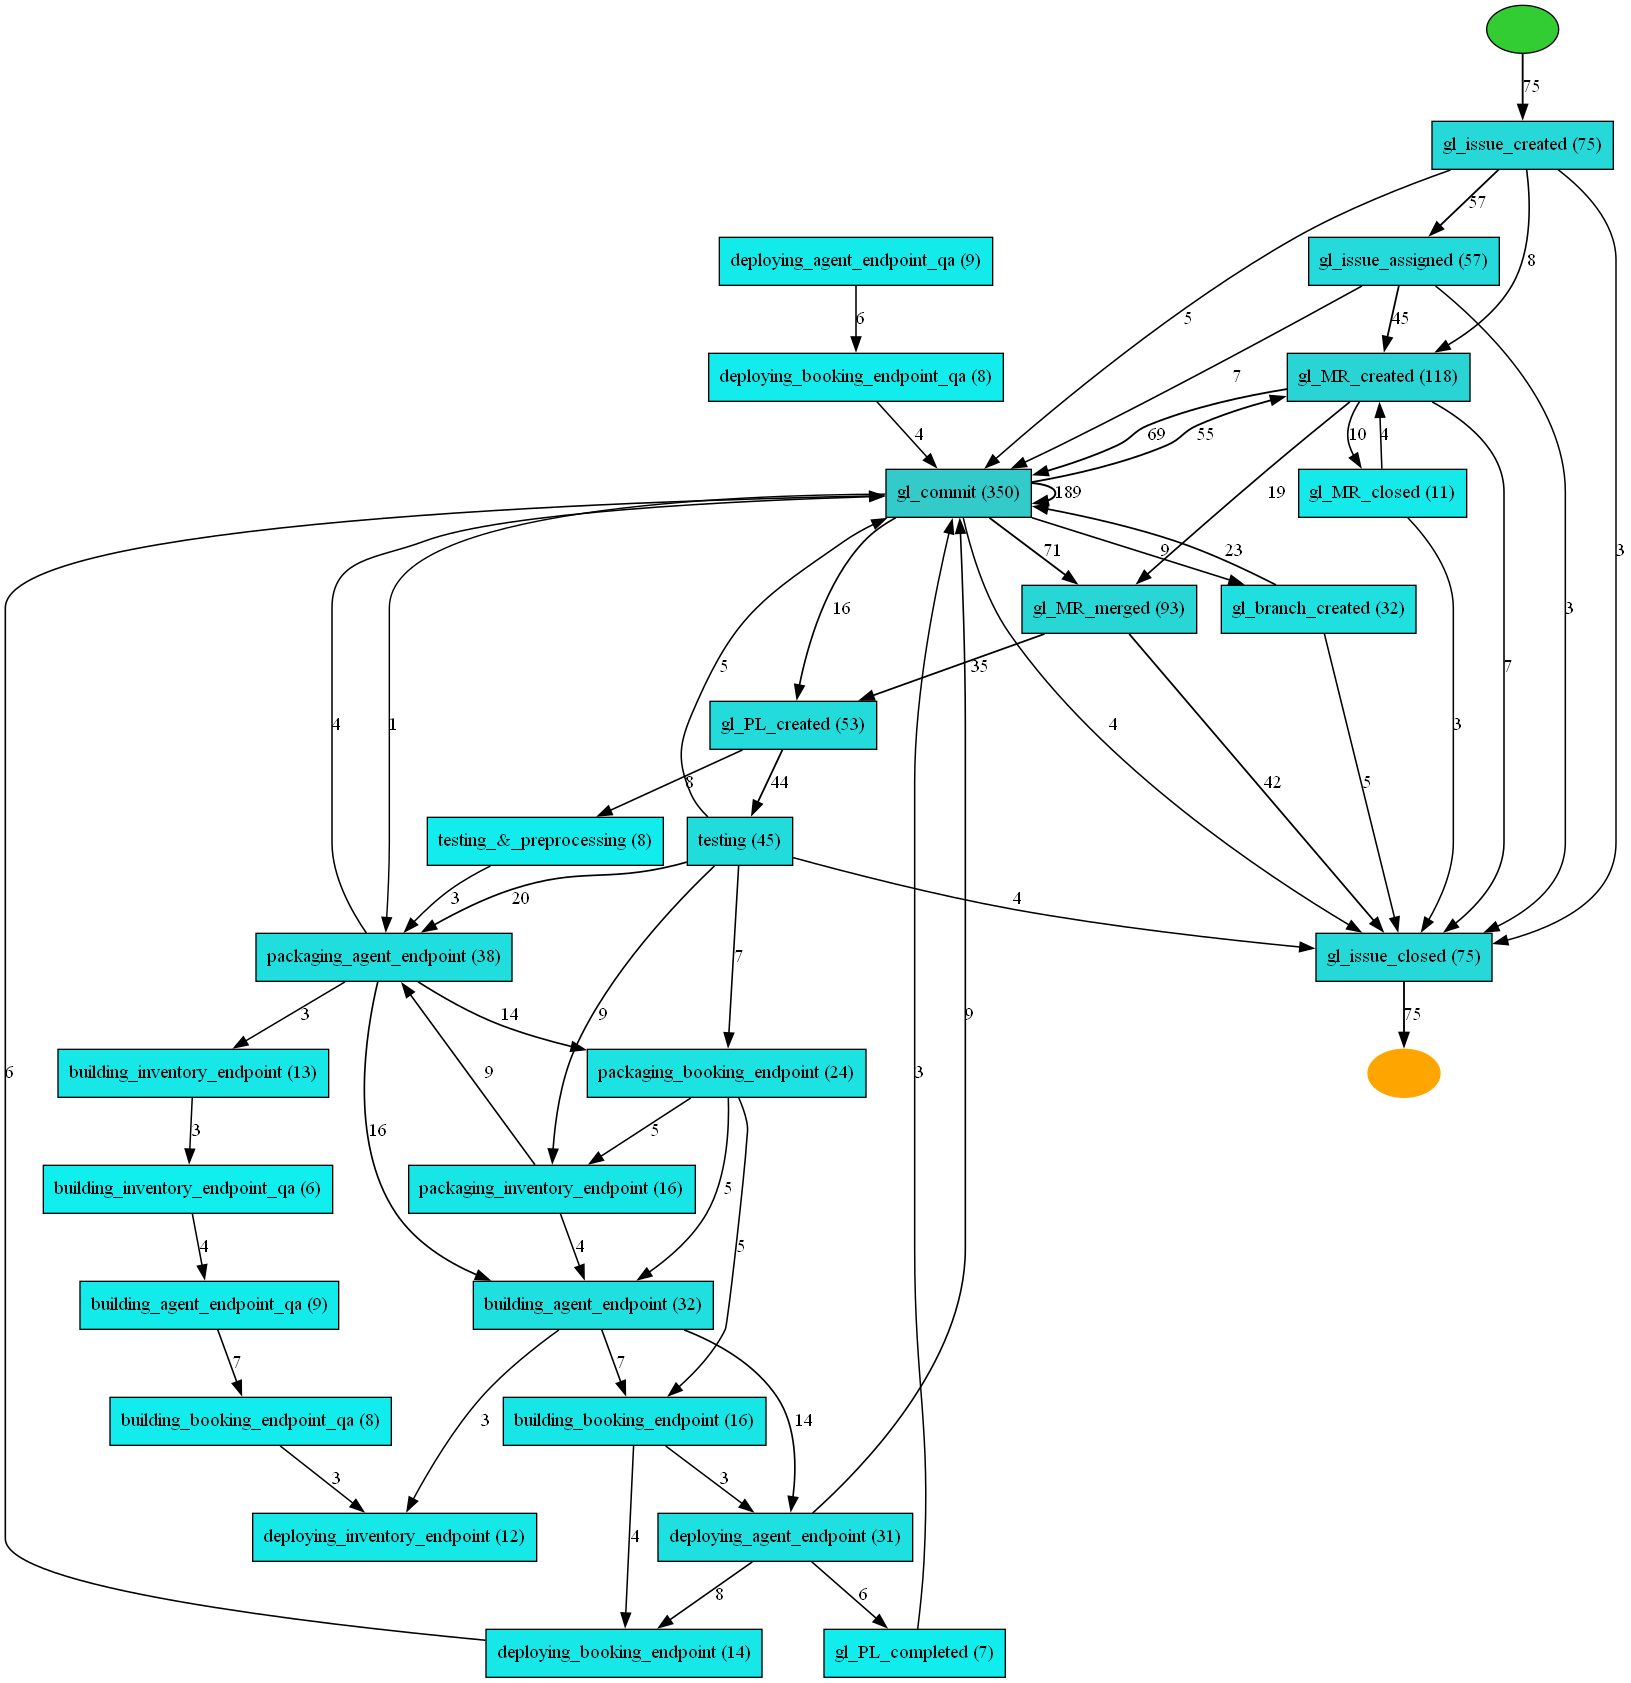 75
gl_issue_created (75)
57
8
5
3
deploying_agent_endpoint_qa (9)
gl_issue_assigned (57)
6
45
7
3
deploying_booking_endpoint_qa (8)
gl_MR_created (118)
4
69
55
19
10
4
7
gl_commit (350)
189
gl_MR_closed (11)
71
9
23
16
4
3
gl_MR_merged (93)
gl_branch_created (32)
5
35
42
5
4
1
gl_PL_created (53)
8
44
testing_&_preprocessing (8)
testing (45)
3
20
9
7
4
packaging_agent_endpoint (38)
gl_issue_closed (75)
3
14
16
9
75
building_inventory_endpoint (13)
packaging_booking_endpoint (24)
6
3
9
3
5
5
5
building_inventory_endpoint_qa (6)
packaging_inventory_endpoint (16)
4
4
building_agent_endpoint_qa (9)
building_agent_endpoint (32)
7
3
7
14
building_booking_endpoint_qa (8)
building_booking_endpoint (16)
3
4
3
deploying_inventory_endpoint (12)
deploying_agent_endpoint (31)
8
6
deploying_booking_endpoint (14)
gl_PL_completed (7)